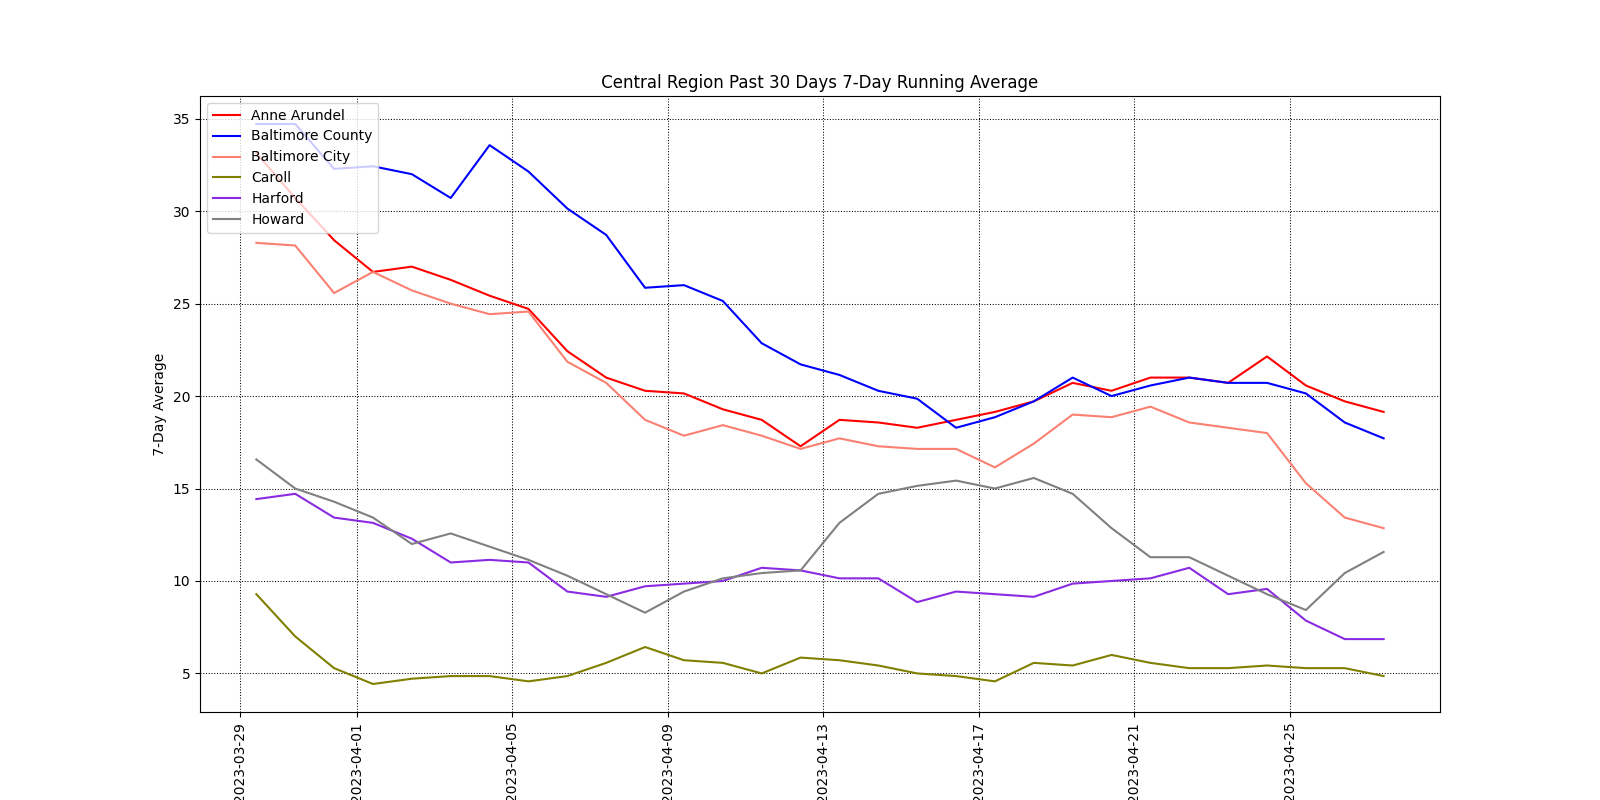 Central Region Past 30 Days 7-Day Running Average
Anne Arundel
Baltimore County
Baltimore City
Caroll
Harford
Howard
7-Day Average
35
30
25
20
15
10
5
2023-03-29
2023-04-01
2023-04-05
2023-04-09
2023-04-13
2023-04-17
2023-04-21
2023-04-25